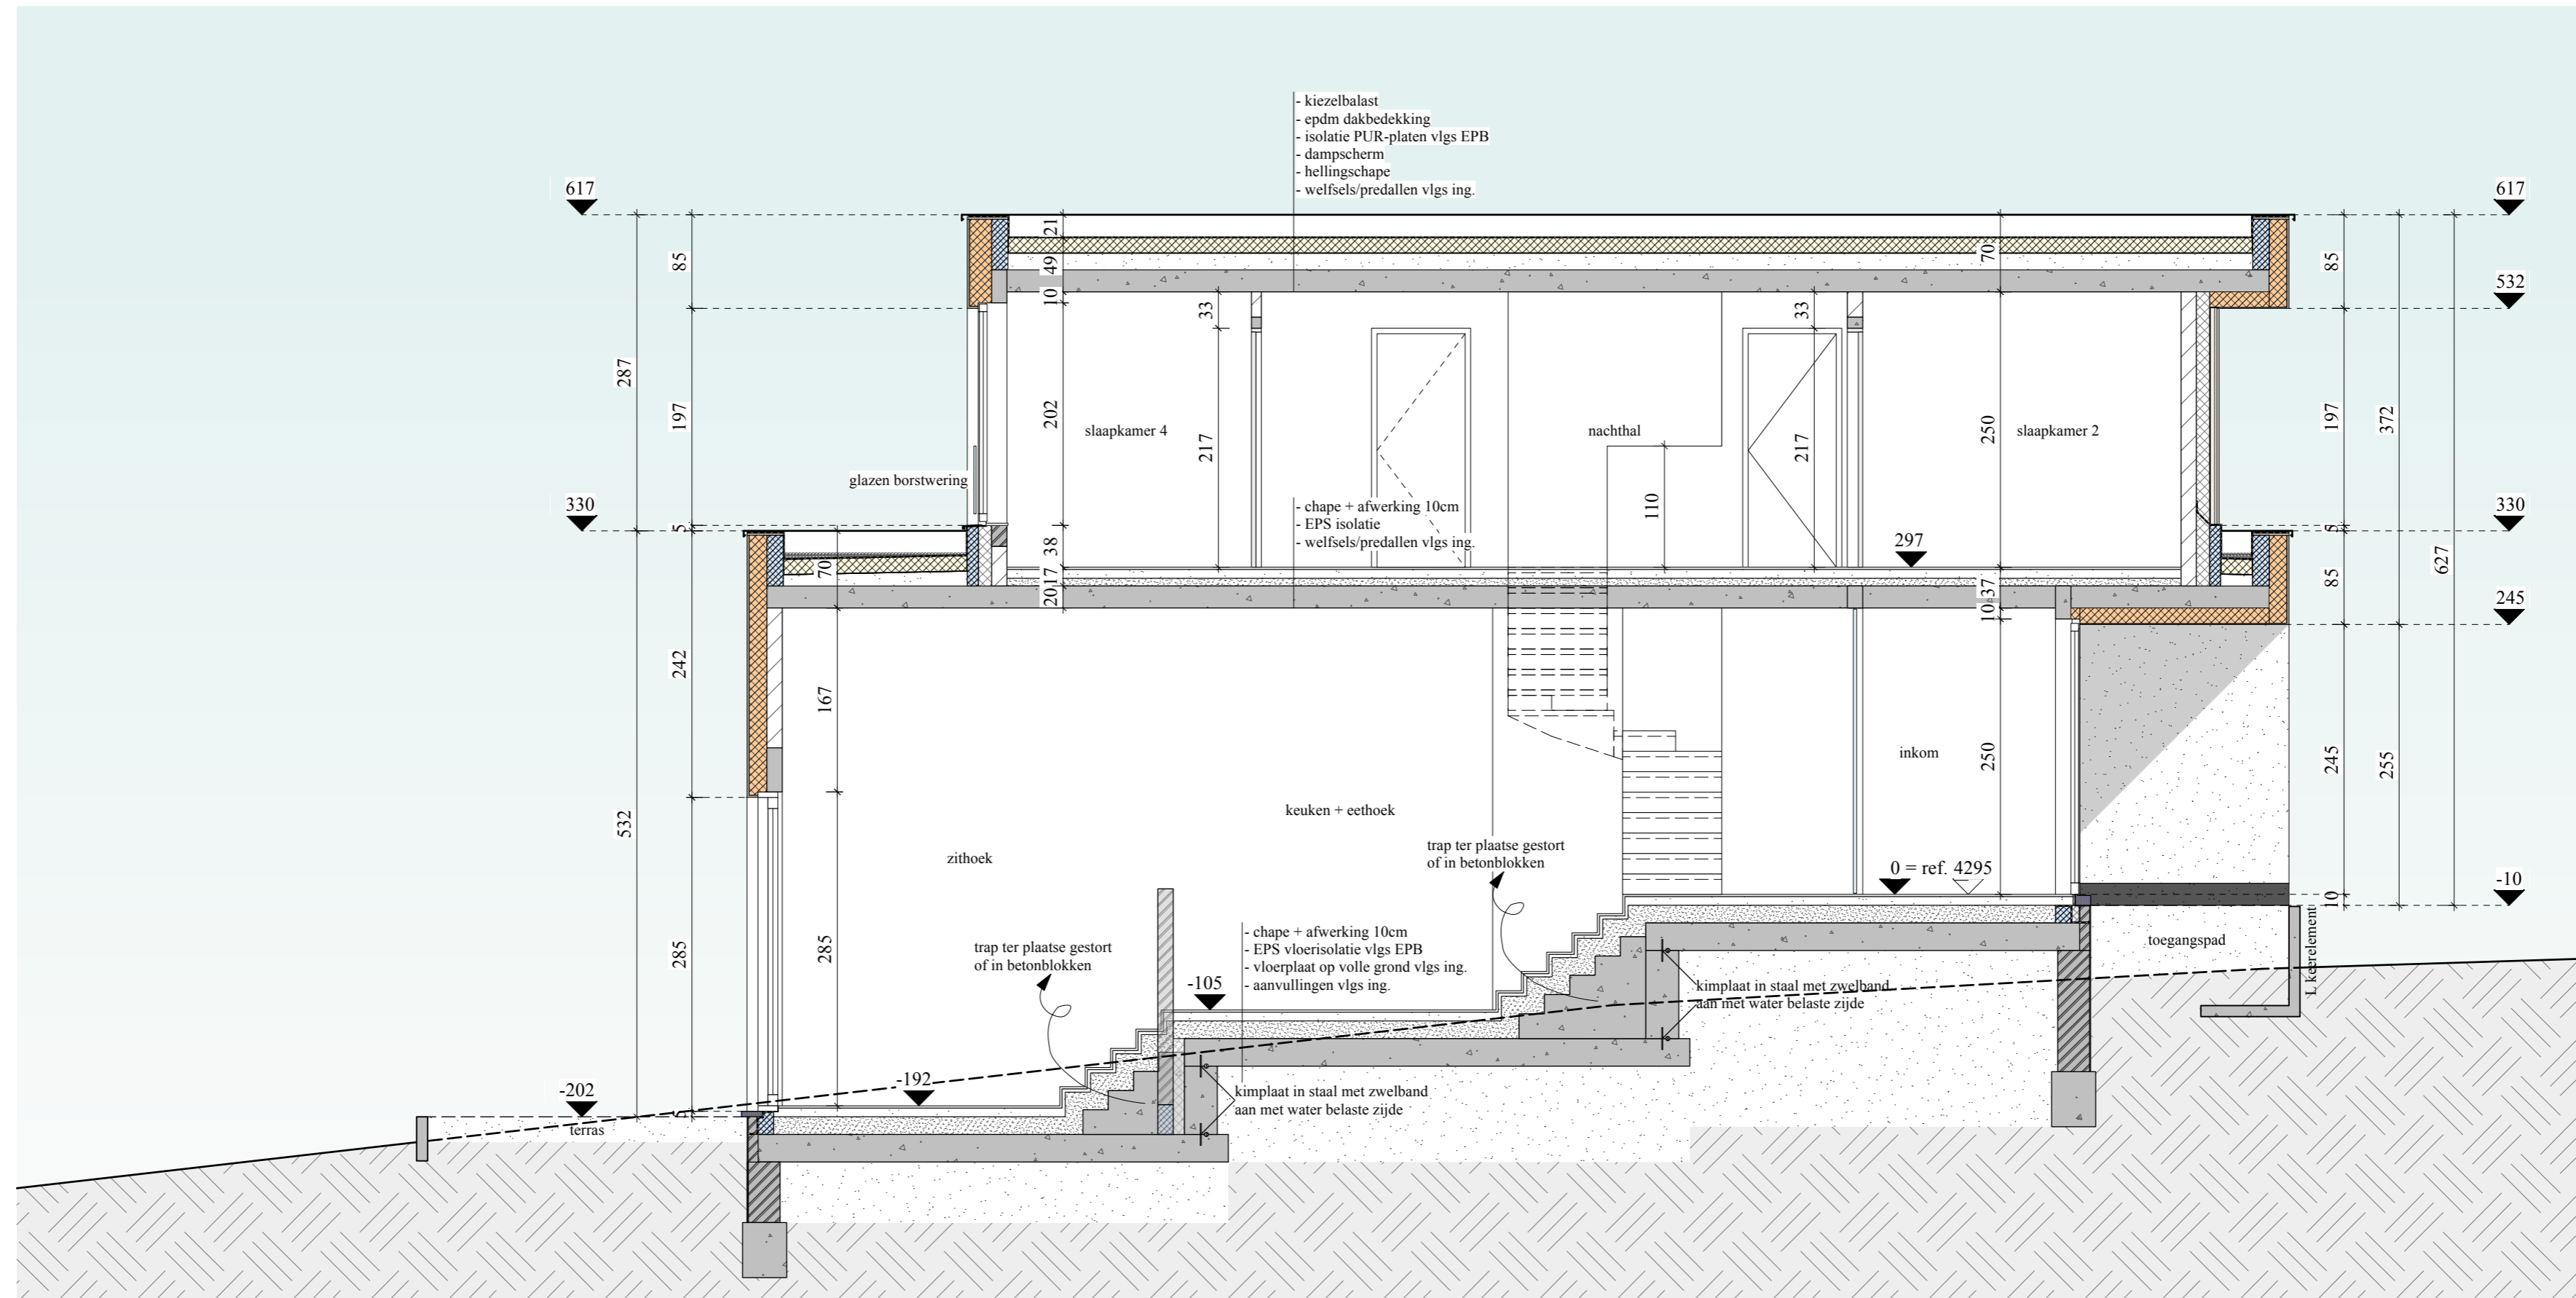 - kiezelbalast
- epdm dakbedekking
- isolatie PUR-platen vlgs EPB
- dampscherm
- hellingschape
- welfsels/predallen vlgs ing.
617
617
85
21
49
10
70
85
532
33
33
287
197
202
217
slaapkamer 4
nachthal
217
250
slaapkamer 2
197
372
glazen borstwering
110
- chape + afwerking 10cm
- EPS isolatie
- welfsels/predallen vlgs ing.
330
330
5
5
38
297
70
17
20
37
10
85
627
245
242
167
keuken + eethoek
inkom
250
245
255
532
zithoek
trap ter plaatse gestort
of in betonblokken
0 = ref. 4295
-10
10
285
285
trap ter plaatse gestort
of in betonblokken
- chape + afwerking 10cm
- EPS vloerisolatie vlgs EPB
- vloerplaat op volle grond vlgs ing.
- aanvullingen vlgs ing.
-105
toegangspad
L keerelement
kimplaat in staal met zwelband
aan met water belaste zijde
-202
-192
terras
kimplaat in staal met zwelband
aan met water belaste zijde